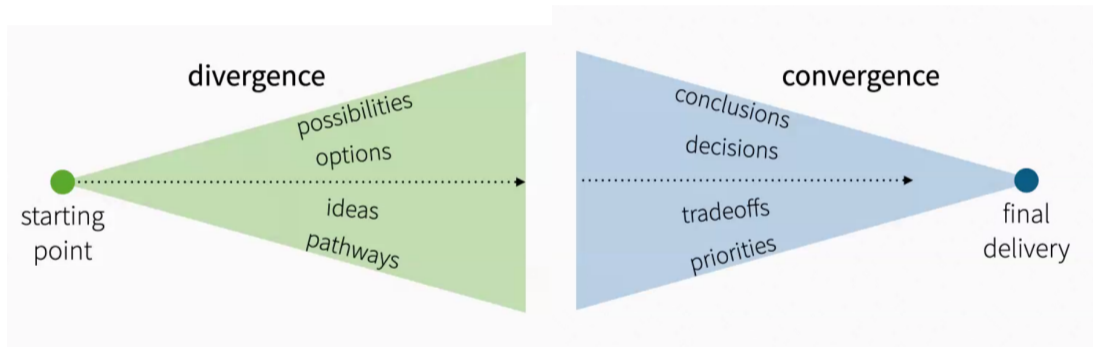 divergence
possibilities
options
ideas
pathways
starting
point
convergence
conclusions
decisions
tradeoffs
priorities
final
delivery